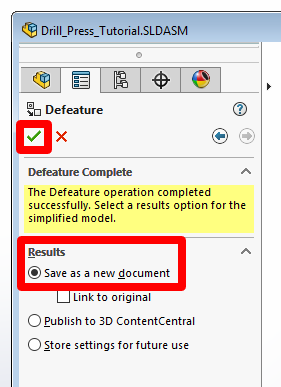 Drill_Press_Tutorial.SLDASM
Defeature
Defeature Complete
The Defeature operation completed
successfully. Select a results option for the
simplified model.
Results
Save as a new document
Link to original
Publish to 3D ContentCentral
Store settings for future use